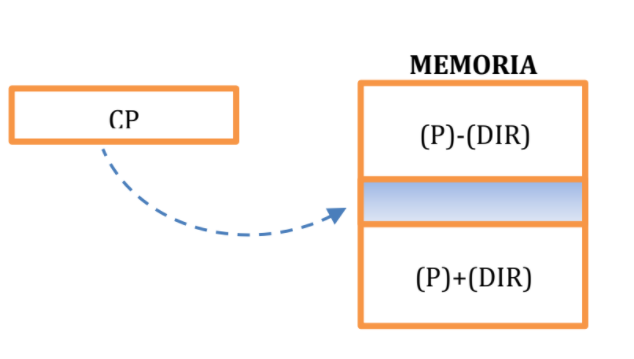 MEMORIA
CP
(P)-(DIR)
(P)+(DIR)